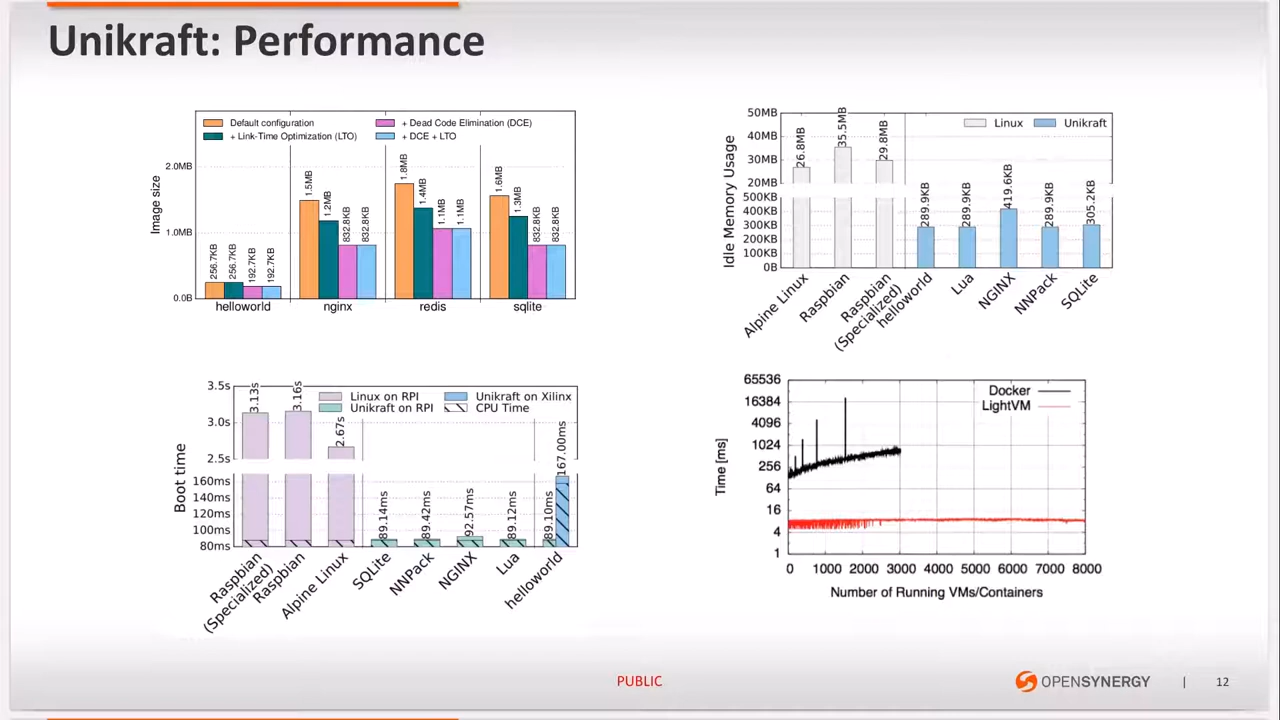 Unikraft: Performance
Default configuration
+ Link-Time Optimization (LTO)
+ Dead Code Elimination (DCE)
+ DCE + LTO
Image size
2.0MB
1.0MB
0.0B
256.7KB
256.7KB
192.7KB
192.7KB
1.5MB
1.2MB
832.8KB
832.8KB
1.8MB
1.4MB
1.1MB
1.1MB
1.6MB
1.3MB
832.8KB
832.8KB
helloworld
nginx
redis
sqlite
Idle Memory Usage
50MB
40MB
30MB
20MB
500KB
400KB
300KB
200KB
100KB
0B
Linux
Unikraft
26.8MB
35.5MB
29.8MB
289.9KB
289.9KB
419.6KB
289.9KB
305.2KB
Alpine Linux
Raspbian
Raspbian
(Specialized)
helloworld
Lua
NGINX
NNPack
SQLite
Boot time
3.5s
3.0s
2.5s
160ms
140ms
120ms
100ms
80ms
Linux on RPI
Unikraft on RPI
Unikraft on Xilinx
CPU Time
3.13s
3.16s
2.67s
89.14ms
89.42ms
92.57ms
89.12ms
89.10ms
167.00ms
Raspbian
(Specialized)
Raspbian
Alpine Linux
SQLite
NNPack
NGINX
Lua
helloworld
Time [ms]
65536
16384
4096
1024
256
64
16
4
1
Docker
LightVM
0 1000 2000 3000 4000 5000 6000 7000 8000
Number of Running VMs/Containers
PUBLIC
OPENSYNERGY | 12